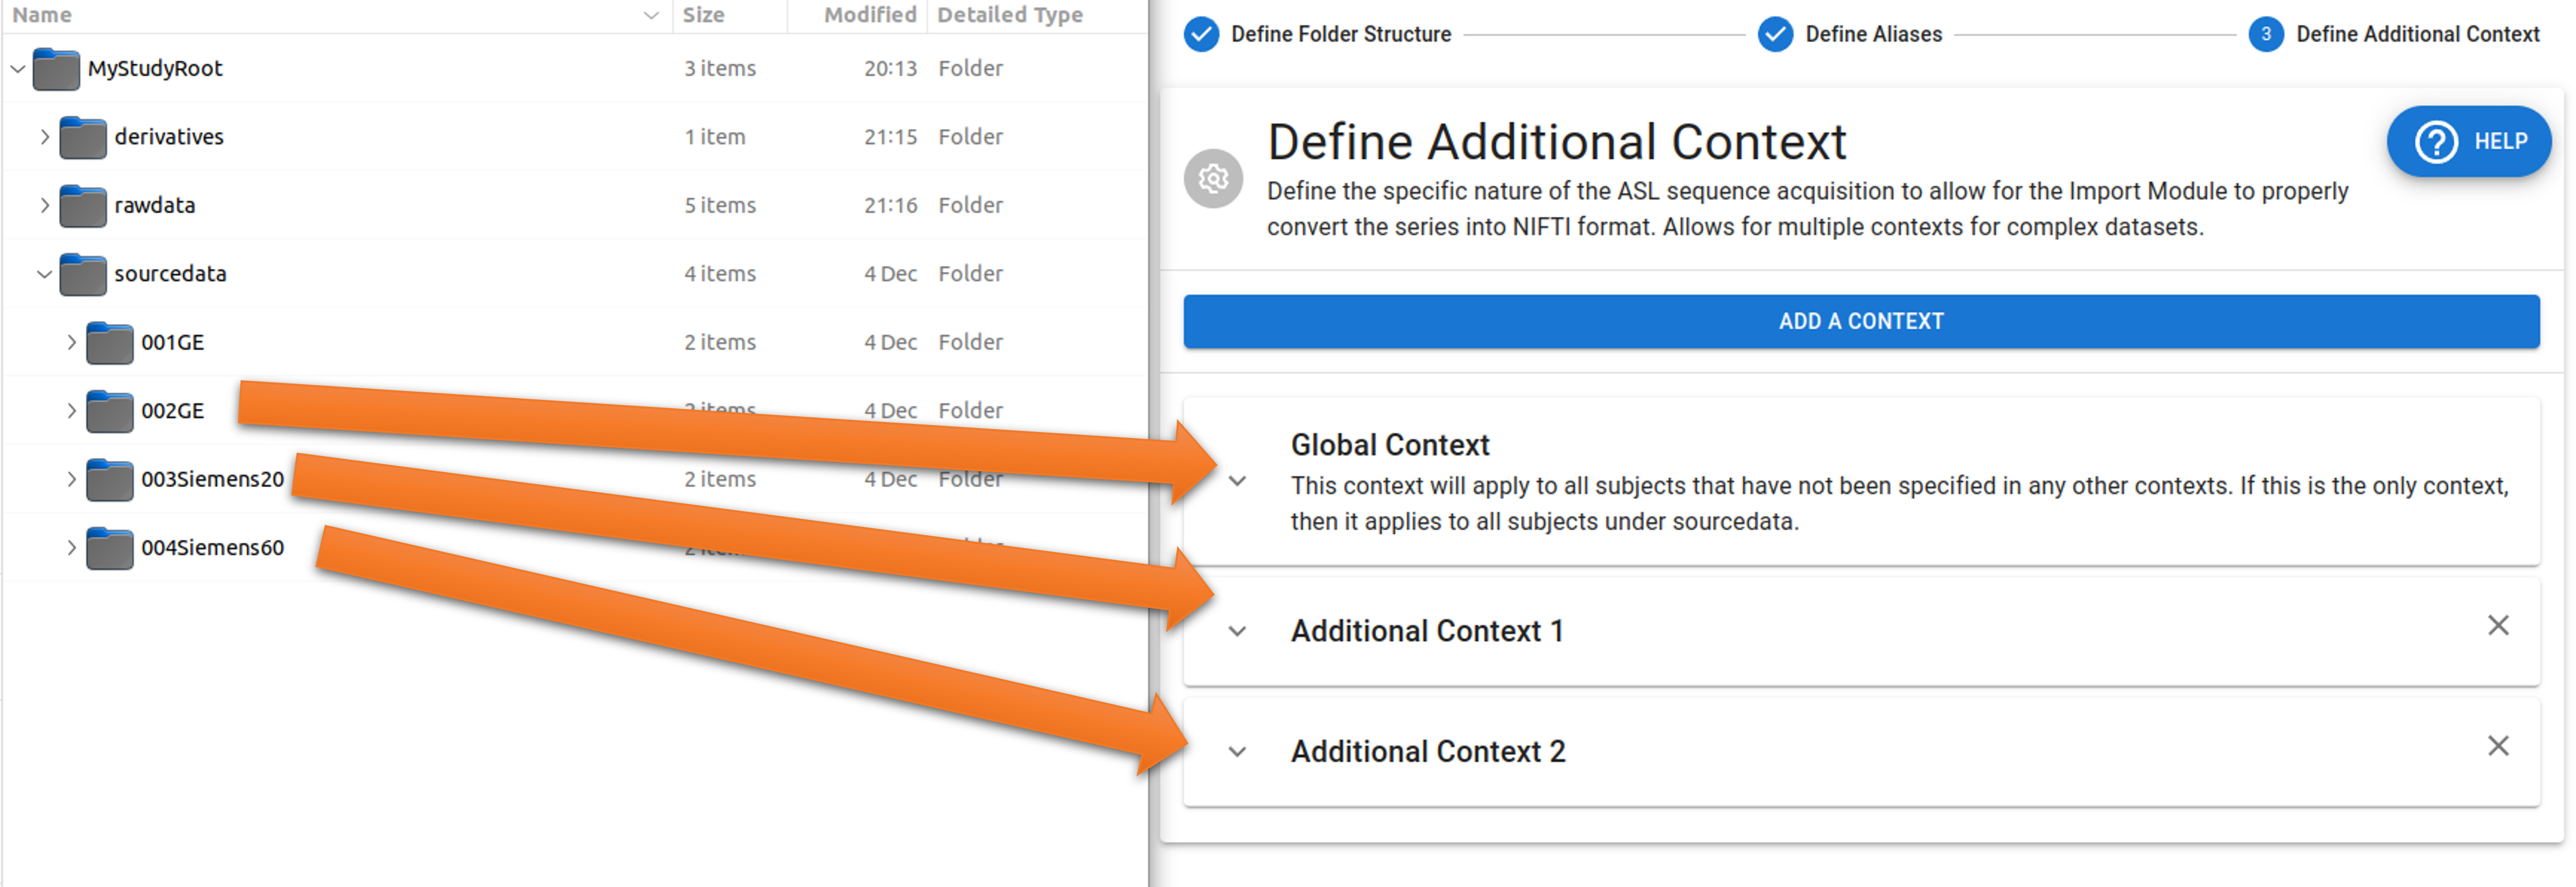 Name Size Modified Detailed Type
MyStudyRoot 3 items 20:13 Folder
derivatives 1 item 21:15 Folder
rawdata 5 items 21:16 Folder
sourcedata 4 items 4 Dec Folder
001GE 2 items 4 Dec Folder
002GE 2 items 4 Dec Folder
003Siemens20 2 items 4 Dec Folder
004Siemens60
Define Folder Structure
Define Aliases
3 Define Additional Context
Define Additional Context
HELP
Define the specific nature of the ASL sequence acquisition to allow for the Import Module to properly
convert the series into NIFTI format. Allows for multiple contexts for complex datasets.
ADD A CONTEXT
Global Context
This context will apply to all subjects that have not been specified in any other contexts. If this is the only context,
then it applies to all subjects under sourcedata.
Additional Context 1
Additional Context 2